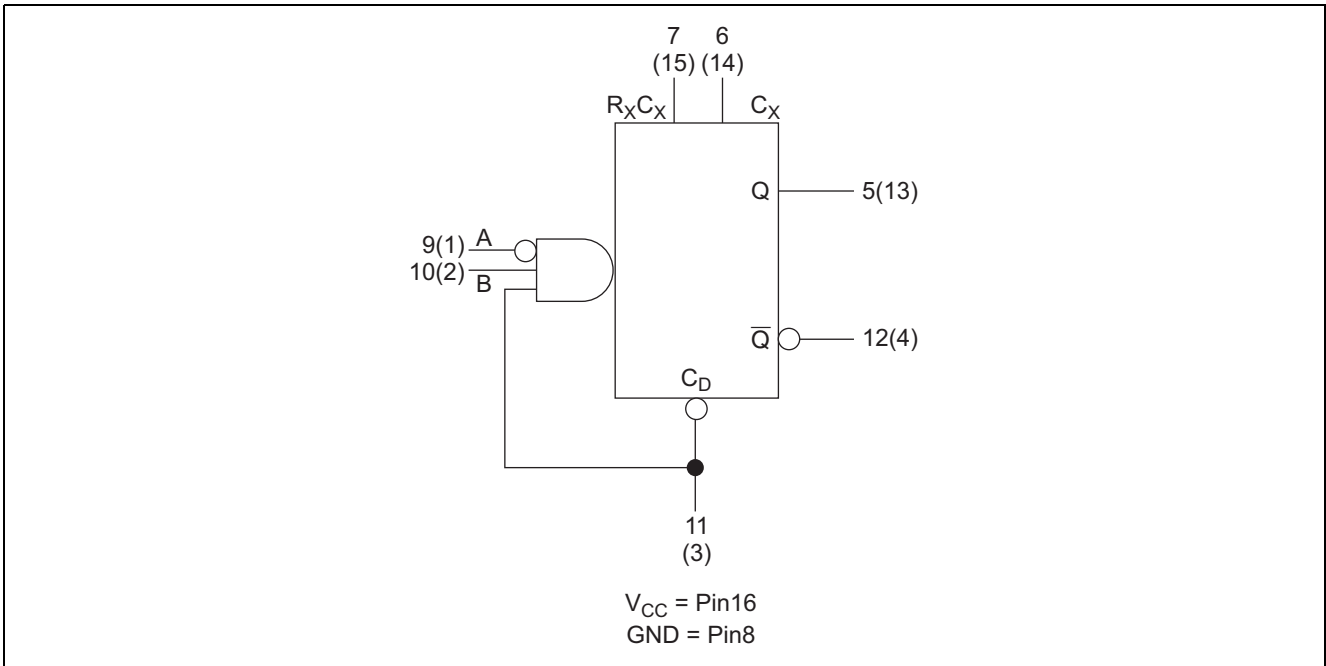 7 6
(15) (14)
RXCX CX
Q 5(13)
9(1) A
10(2) B
Q̅ 12(4)
CD
11
(3)
VCC = Pin16
GND = Pin8